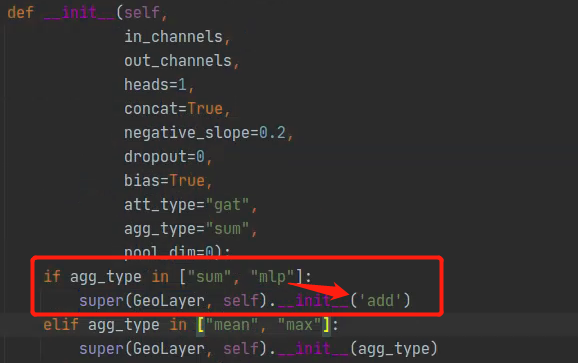 def __init__(self,
in_channels,
out_channels,
heads=1,
concat=True,
negative_slope=0.2,
dropout=0,
bias=True,
att_type="gat",
agg_type="sum",
pool_dim=0):
if agg_type in ["sum", "mlp"]:
super(GeoLayer, self).__init__('add')
elif agg_type in ["mean", "max"]:
super(GeoLayer, self).__init__(agg_type)